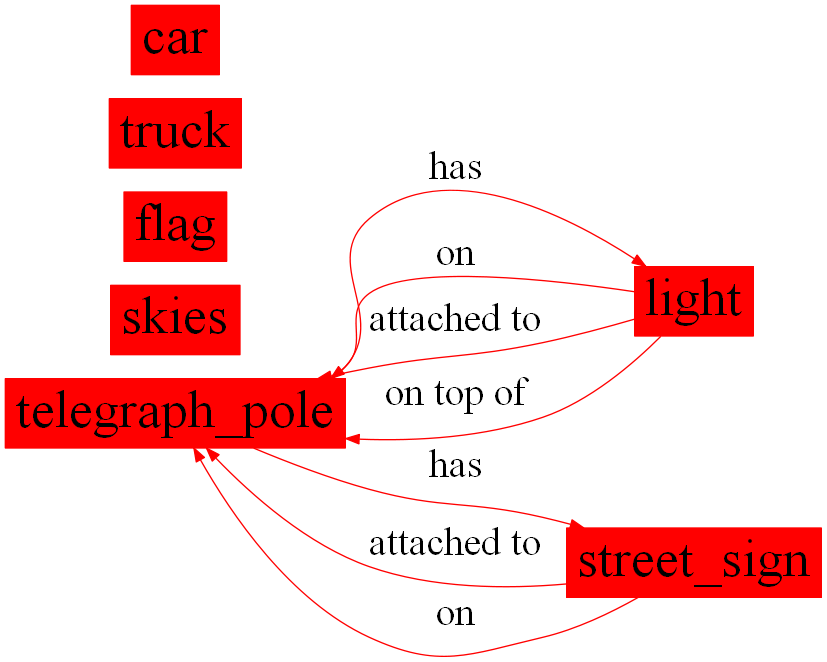 car
truck
flag
skies
telegraph_pole
has
on
attached to
on top of
light
has
attached to
on
street_sign